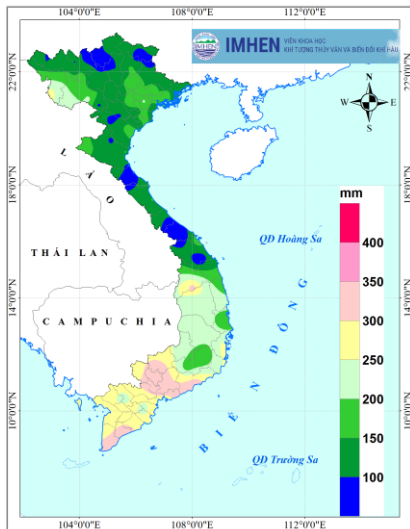 104°0'0"E 108°0'0"E 112°0'0"E
IMHEN
VIỆN KHOA HỌC
KHÍ TƯỢNG THỦY VĂN VÀ BIẾN ĐỔI KHÍ HẬU
22°0'0"N
22°0'0"N
N
W E
S
LÀO
18°0'0"N
18°0'0"N
mm
400
350
300
250
200
150
100
QĐ Hoàng Sa
THÁI LAN
14°0'0"N
14°0'0"N
CAMPUCHIA
BIỂN ĐÔNG
10°0'0"N
10°0'0"N
QĐ Trường Sa
104°0'0"E 108°0'0"E 112°0'0"E